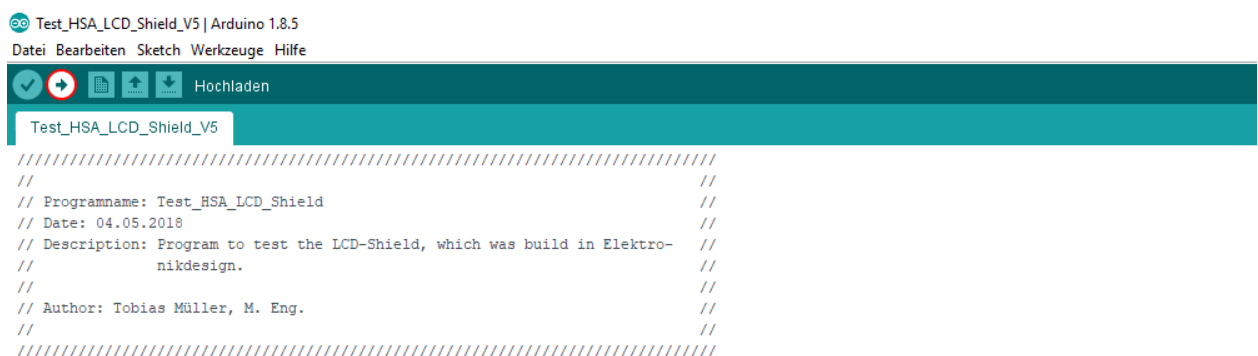 Test_HSA_LCD_Shield_V5 | Arduino 1.8.5
Datei Bearbeiten Sketch Werkzeuge Hilfe
Hochladen
Test_HSA_LCD_Shield_V5
////////////////////////////////////////////////////////////////////////////////
// //
// Programname: Test_HSA_LCD_Shield //
// Date: 04.05.2018 //
// Description: Program to test the LCD-Shield, which was build in Elektro- //
// nikdesign. //
// //
// Author: Tobias Müller, M. Eng. //
// //
////////////////////////////////////////////////////////////////////////////////